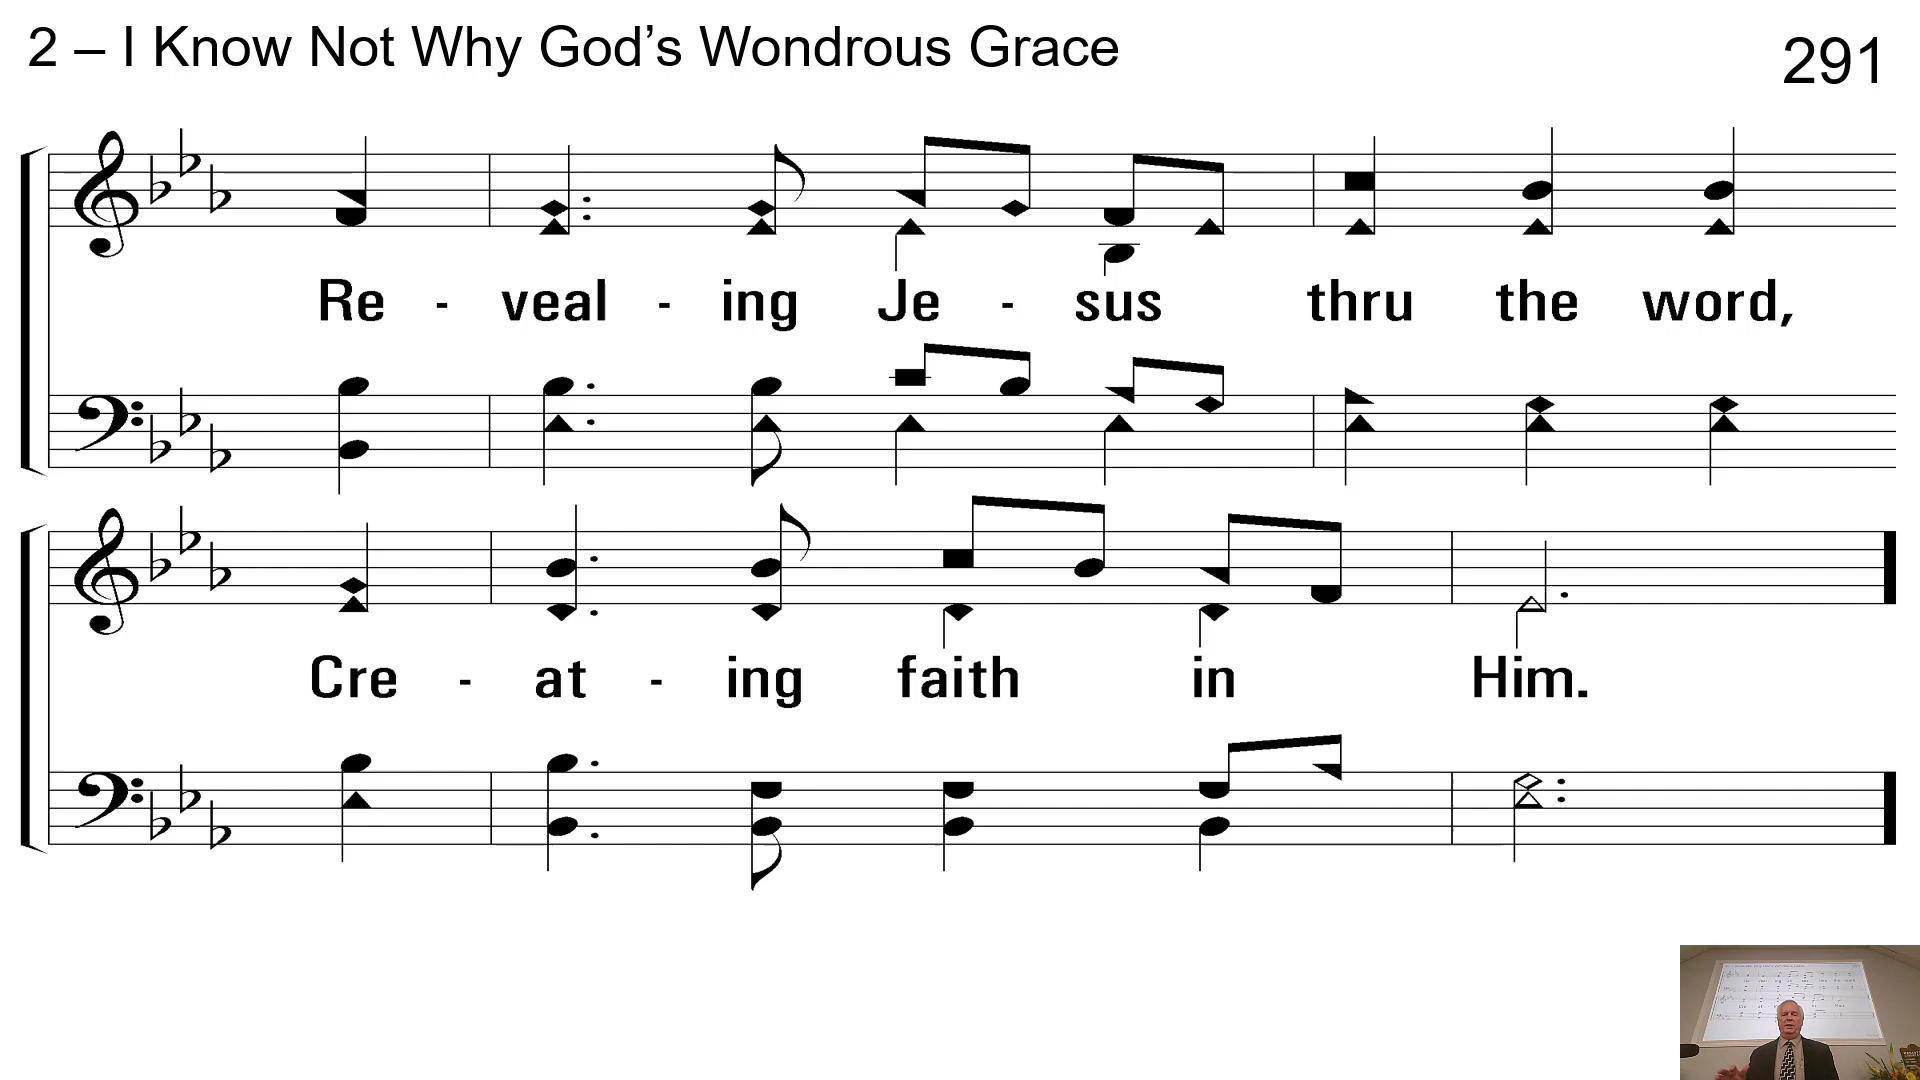 2 – I Know Not Why God’s Wondrous Grace
291
Re - veal - ing Je - sus thru the word,
Cre - at - ing faith in Him.